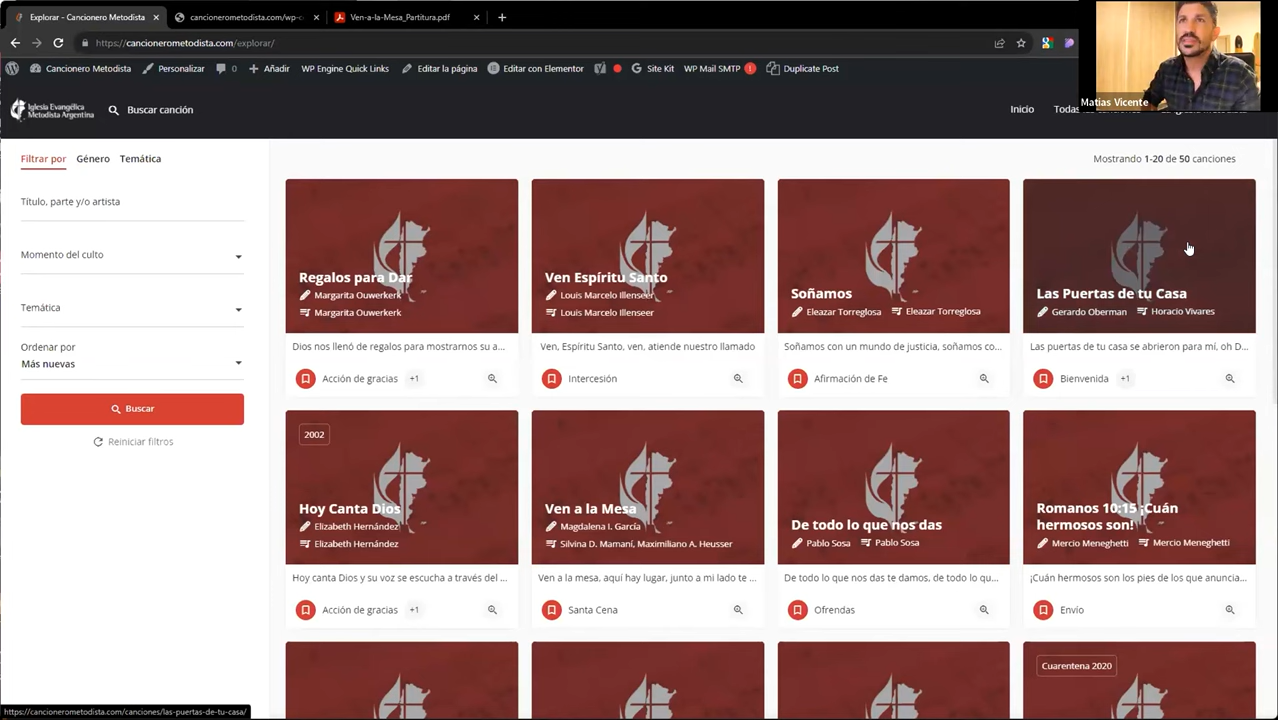 Explorar - Cancionero Metodista
cancionerometodista.com/wp-c
Ven-a-la-Mesa_Partitura.pdf
https://cancionerometodista.com/explorar/
Cancionero Metodista
Personalizar
0
Añadir
WP Engine Quick Links
Editar la página
Editar con Elementor
Site Kit
WP Mail SMTP
Duplicate Post
Matias Vicente
Iglesia Evangélica
Metodista Argentina
Buscar canción
Inicio
Filtrar por
Género
Temática
Mostrando 1-20 de 50 canciones
Título, parte y/o artista
Momento del culto
Temática
Ordenar por
Más nuevas
Buscar
Reiniciar filtros
Regalos para Dar
Margarita Ouwerkerk
Margarita Ouwerkerk
Dios nos llenó de regalos para mostrarnos su a...
Acción de gracias +1
Ven Espíritu Santo
Louis Marcelo Illenseer
Louis Marcelo Illenseer
Ven, Espíritu Santo, ven, atiende nuestro llamado
Intercesión
Soñamos
Eleazar Torreglosa Eleazar Torreglosa
Soñamos con un mundo de justicia, soñamos co...
Afirmación de Fe
Las Puertas de tu Casa
Gerardo Oberman Horacio Vivares
Las puertas de tu casa se abrieron para mí, oh D...
Bienvenida +1
2002
Hoy Canta Dios
Elizabeth Hernández
Elizabeth Hernández
Hoy canta Dios y su voz se escucha a través del ...
Acción de gracias +1
Ven a la Mesa
Magdalena I. García
Silvina D. Mamaní, Maximiliano A. Heusser
Ven a la mesa, aquí hay lugar, junto a mi lado te ...
Santa Cena
De todo lo que nos das
Pablo Sosa Pablo Sosa
De todo lo que nos das te damos, de todo lo qu...
Ofrendas
Romanos 10:15 ¡Cuán
hermosos son!
Mercio Meneghetti Mercio Meneghetti
¡Cuán hermosos son los pies de los que anuncia...
Envío
Cuarentena 2020
https://cancionerometodista.com/canciones/las-puertas-de-tu-casa/